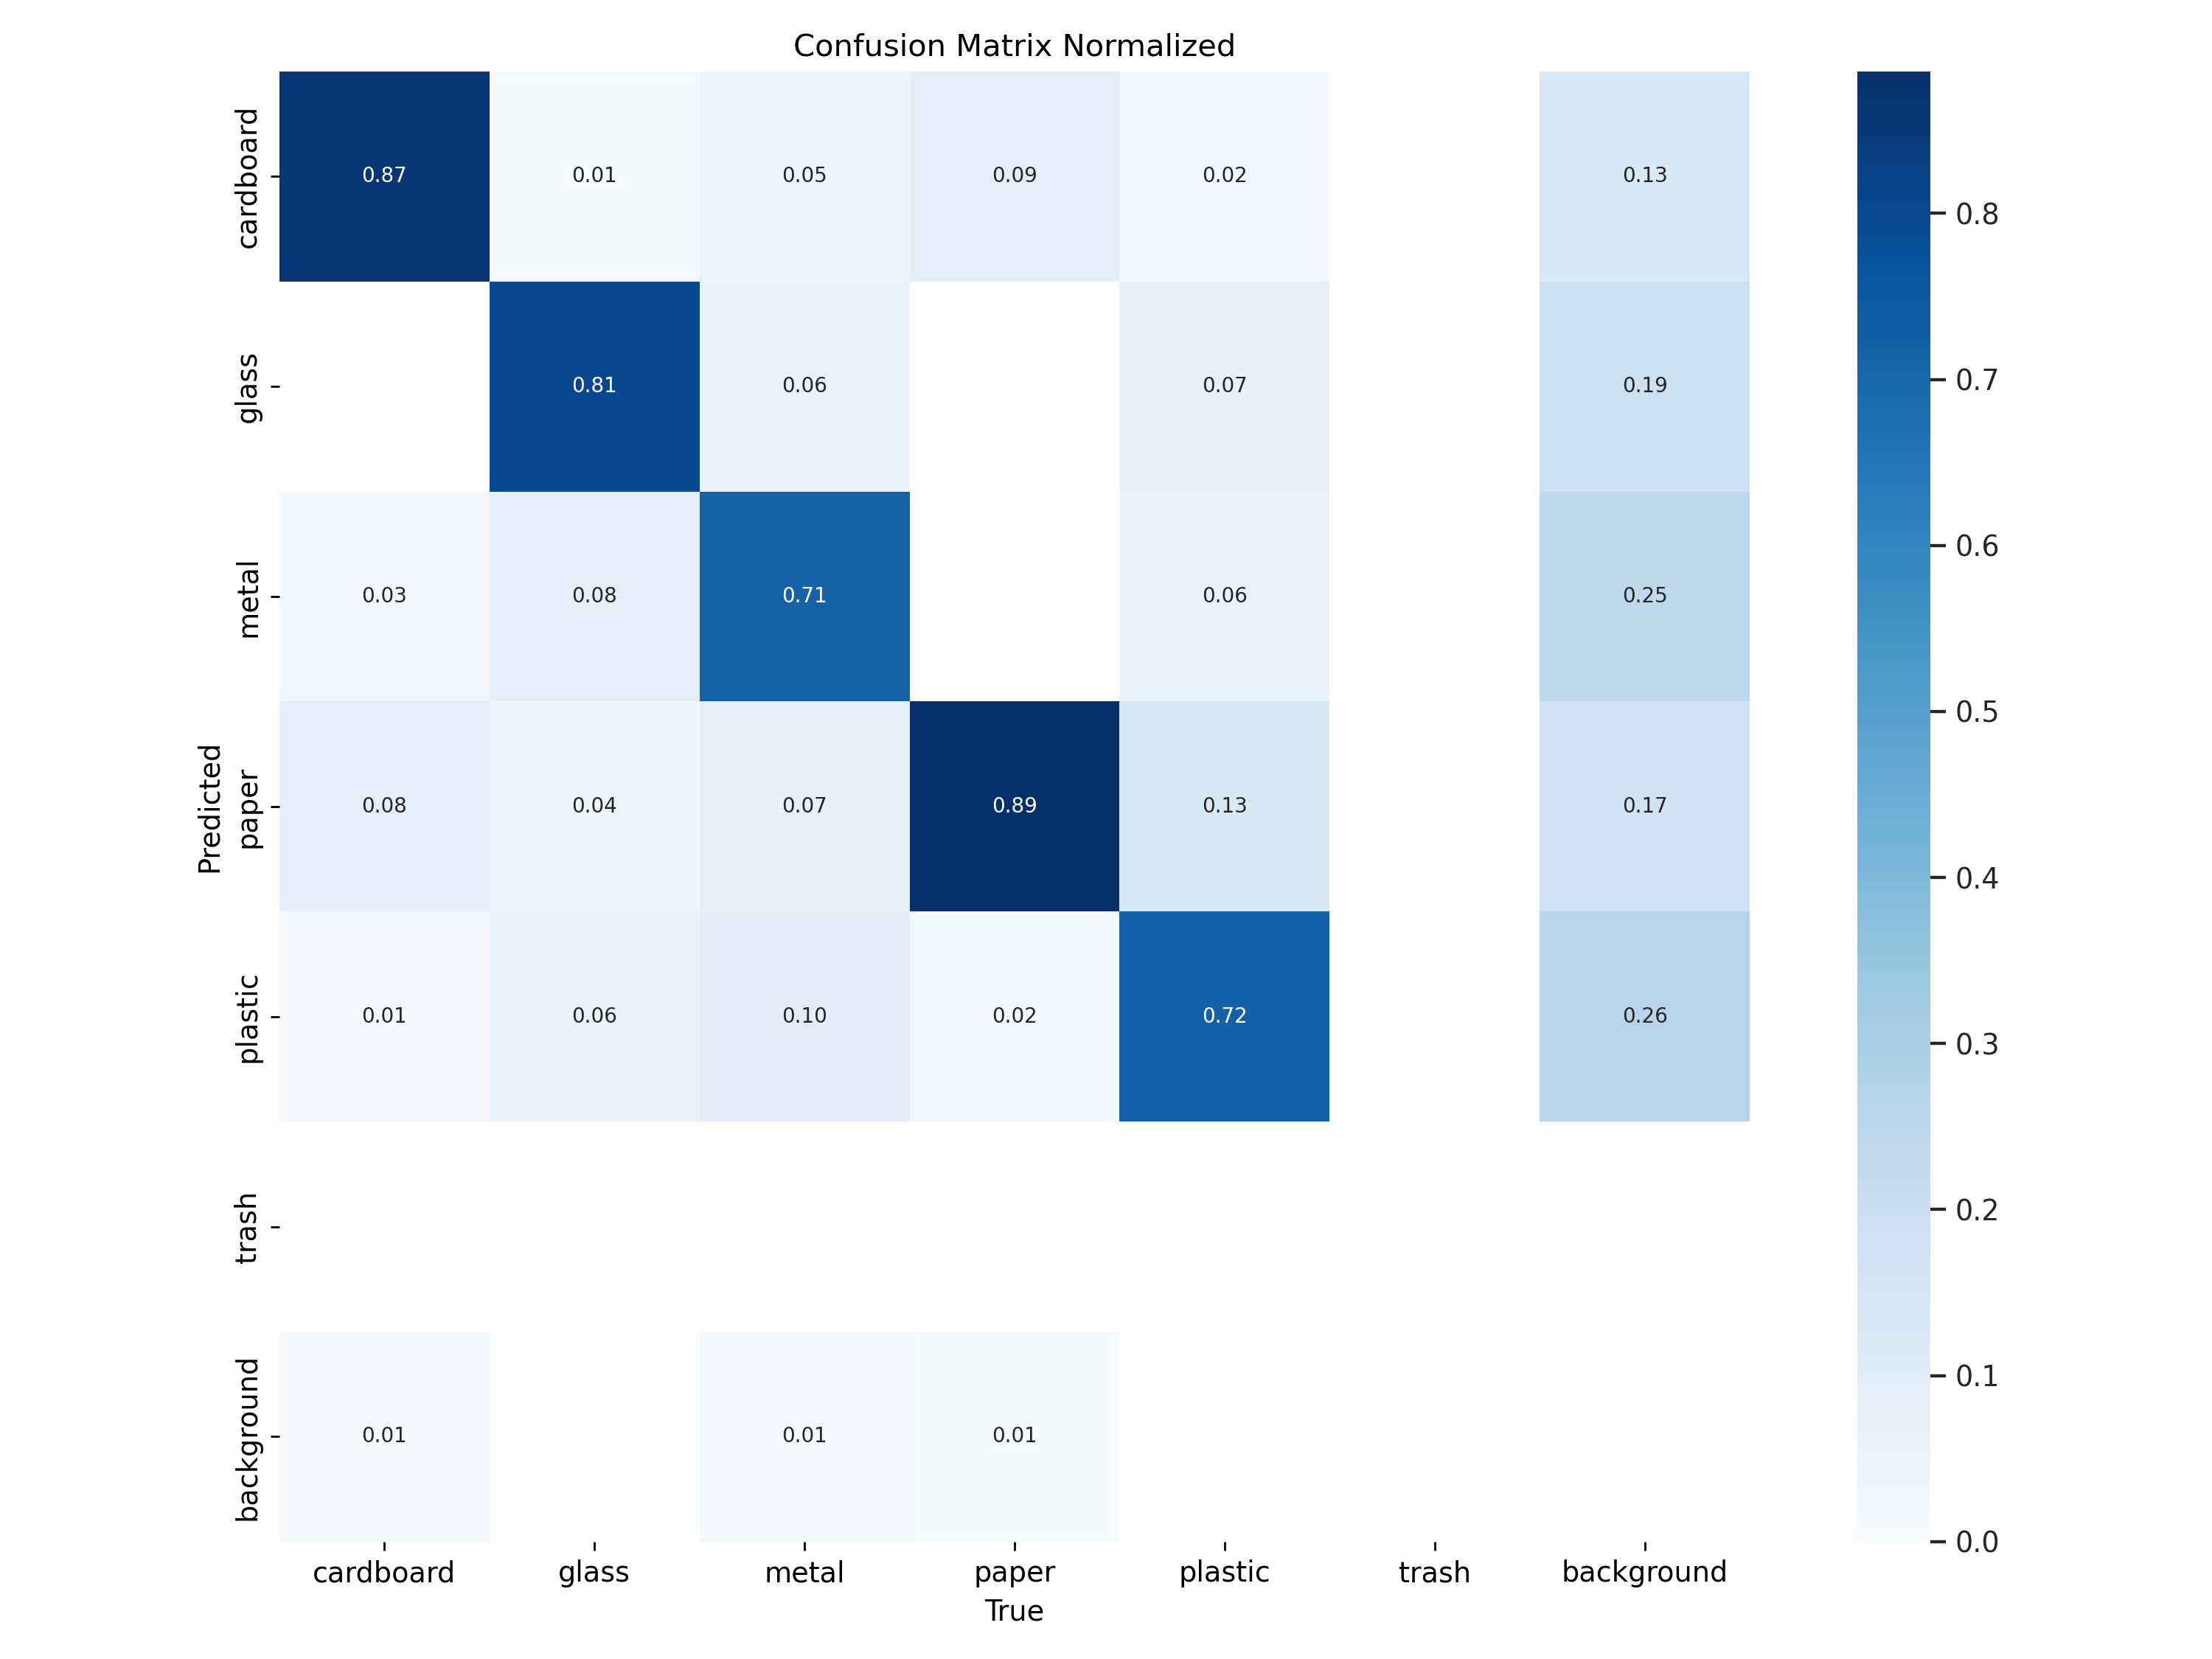 Confusion Matrix Normalized
cardboard 0.87 0.01 0.05 0.09 0.02 0.13
glass 0.81 0.06 0.07 0.19
metal 0.03 0.08 0.71 0.06 0.25
paper 0.08 0.04 0.07 0.89 0.13 0.17
plastic 0.01 0.06 0.10 0.02 0.72 0.26
trash
background 0.01 0.01 0.01
Predicted
cardboard glass metal paper plastic trash background
True
0.8
0.7
0.6
0.5
0.4
0.3
0.2
0.1
0.0